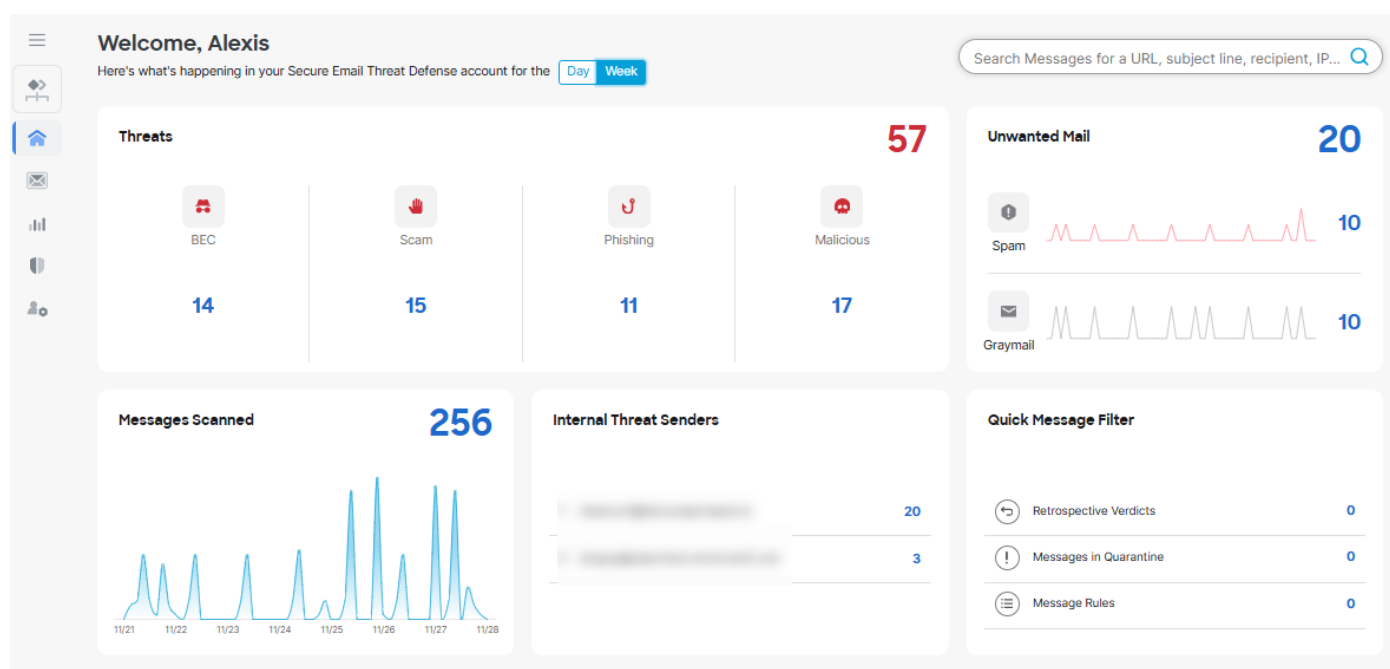 Welcome, Alexis
Here's what's happening in your Secure Email Threat Defense account for the Day Week
Search Messages for a URL, subject line, recipient, IP...
Threats 57
BEC Scam Phishing Malicious
14 15 11 17
Unwanted Mail 20
Spam 10
Graymail 10
Messages Scanned 256
11/21 11/22 11/23 11/24 11/25 11/26 11/27 11/28
Internal Threat Senders
20
3
Quick Message Filter
Retrospective Verdicts 0
Messages in Quarantine 0
Message Rules 0